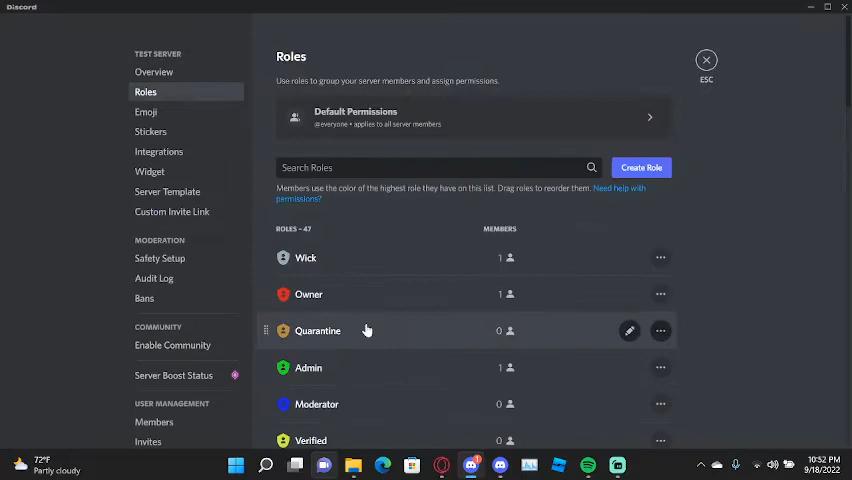 Discord
TEST SERVER
Overview
Roles
Emoji
Stickers
Integrations
Widget
Server Template
Custom Invite Link
MODERATION
Safety Setup
Audit Log
Bans
COMMUNITY
Enable Community
Server Boost Status
USER MANAGEMENT
Members
Invites
Roles
Use roles to group your server members and assign permissions.
Default Permissions
@everyone • applies to all server members
Search Roles
Create Role
Members use the color of the highest role they have on this list. Drag roles to reorder them. Need help with
permissions?
ROLES – 47 MEMBERS
Wick 1
Owner 1
Quarantine 0
Admin 1
Moderator 0
Verified 0
ESC
72°F
Partly cloudy
1
10:52 PM
9/18/2022